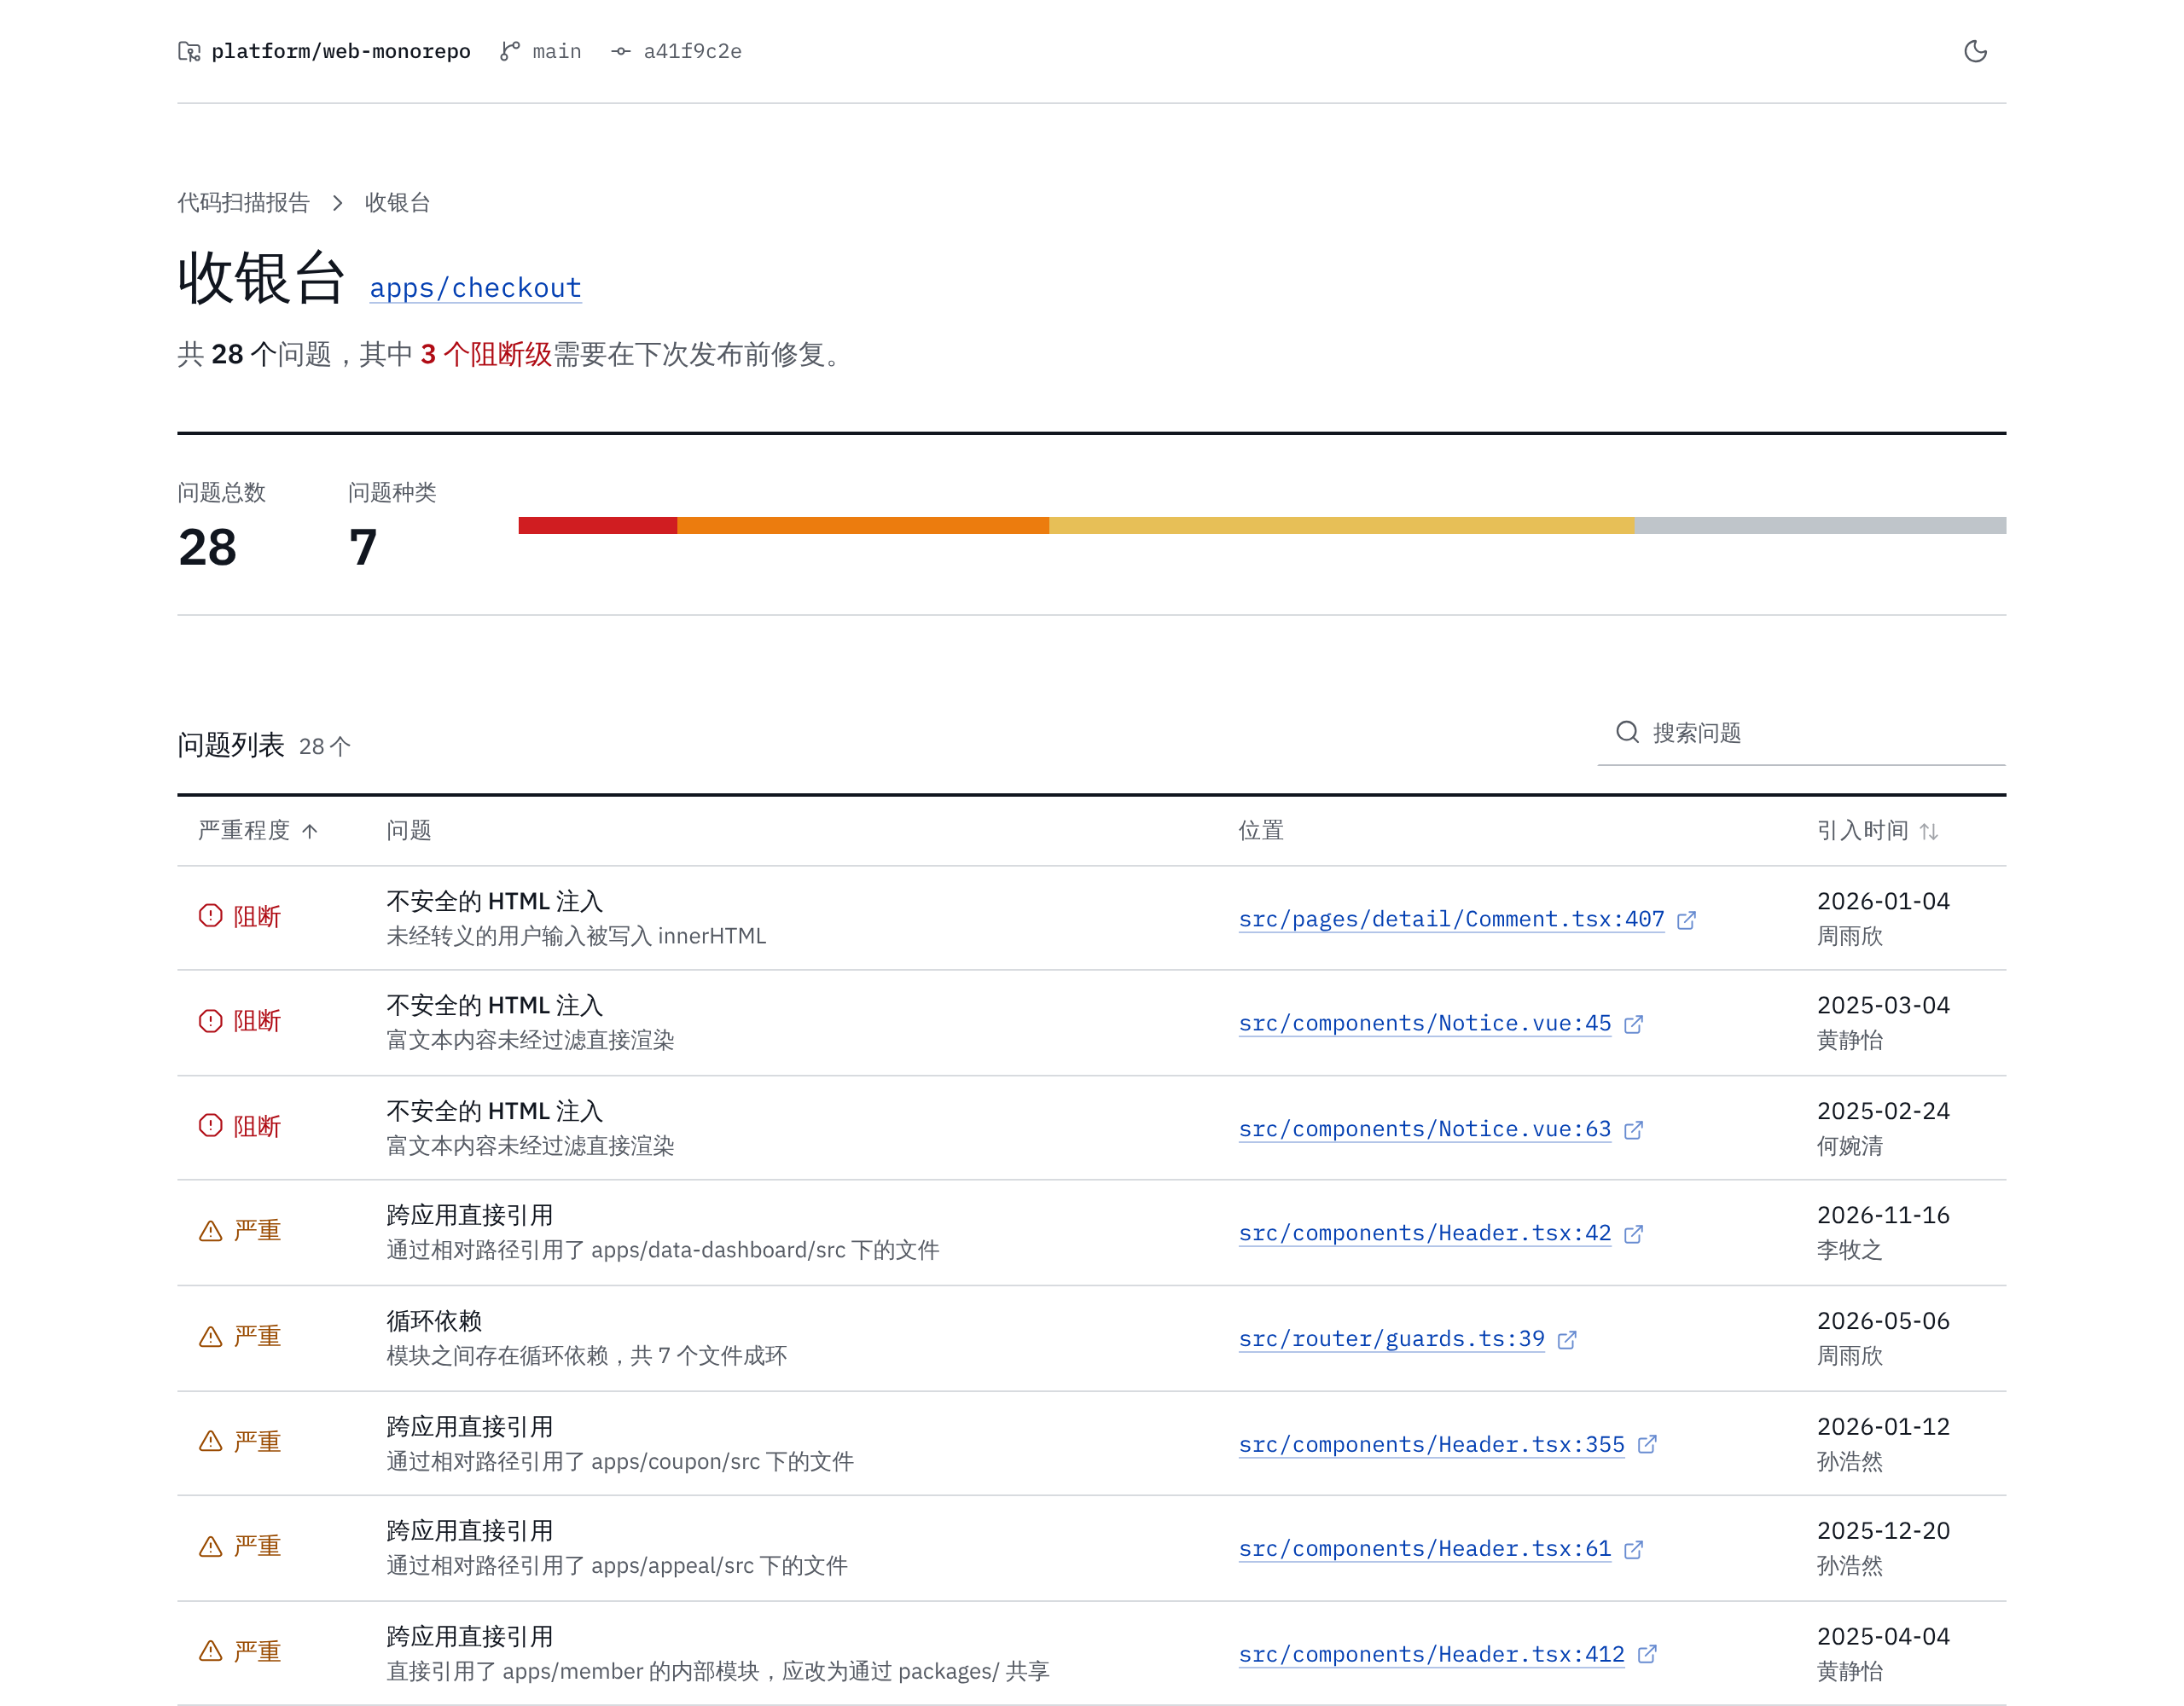 platform/web-monorepo main a41f9c2e
代码扫描报告 收银台
收银台 apps/checkout
共 28 个问题，其中 3 个阻断级需要在下次发布前修复。
问题总数 问题种类
28 7
问题列表 28 个 搜索问题
严重程度 问题 位置 引入时间
阻断 不安全的 HTML 注入 src/pages/detail/Comment.tsx:407 2026-01-04
未经转义的用户输入被写入 innerHTML 周雨欣
阻断 不安全的 HTML 注入 src/components/Notice.vue:45 2025-03-04
富文本内容未经过滤直接渲染 黄静怡
阻断 不安全的 HTML 注入 src/components/Notice.vue:63 2025-02-24
富文本内容未经过滤直接渲染 何婉清
严重 跨应用直接引用 src/components/Header.tsx:42 2026-11-16
通过相对路径引用了 apps/data-dashboard/src 下的文件 李牧之
严重 循环依赖 src/router/guards.ts:39 2026-05-06
模块之间存在循环依赖，共 7 个文件成环 周雨欣
严重 跨应用直接引用 src/components/Header.tsx:355 2026-01-12
通过相对路径引用了 apps/coupon/src 下的文件 孙浩然
严重 跨应用直接引用 src/components/Header.tsx:61 2025-12-20
通过相对路径引用了 apps/appeal/src 下的文件 孙浩然
严重 跨应用直接引用 src/components/Header.tsx:412 2025-04-04
直接引用了 apps/member 的内部模块，应改为通过 packages/ 共享 黄静怡